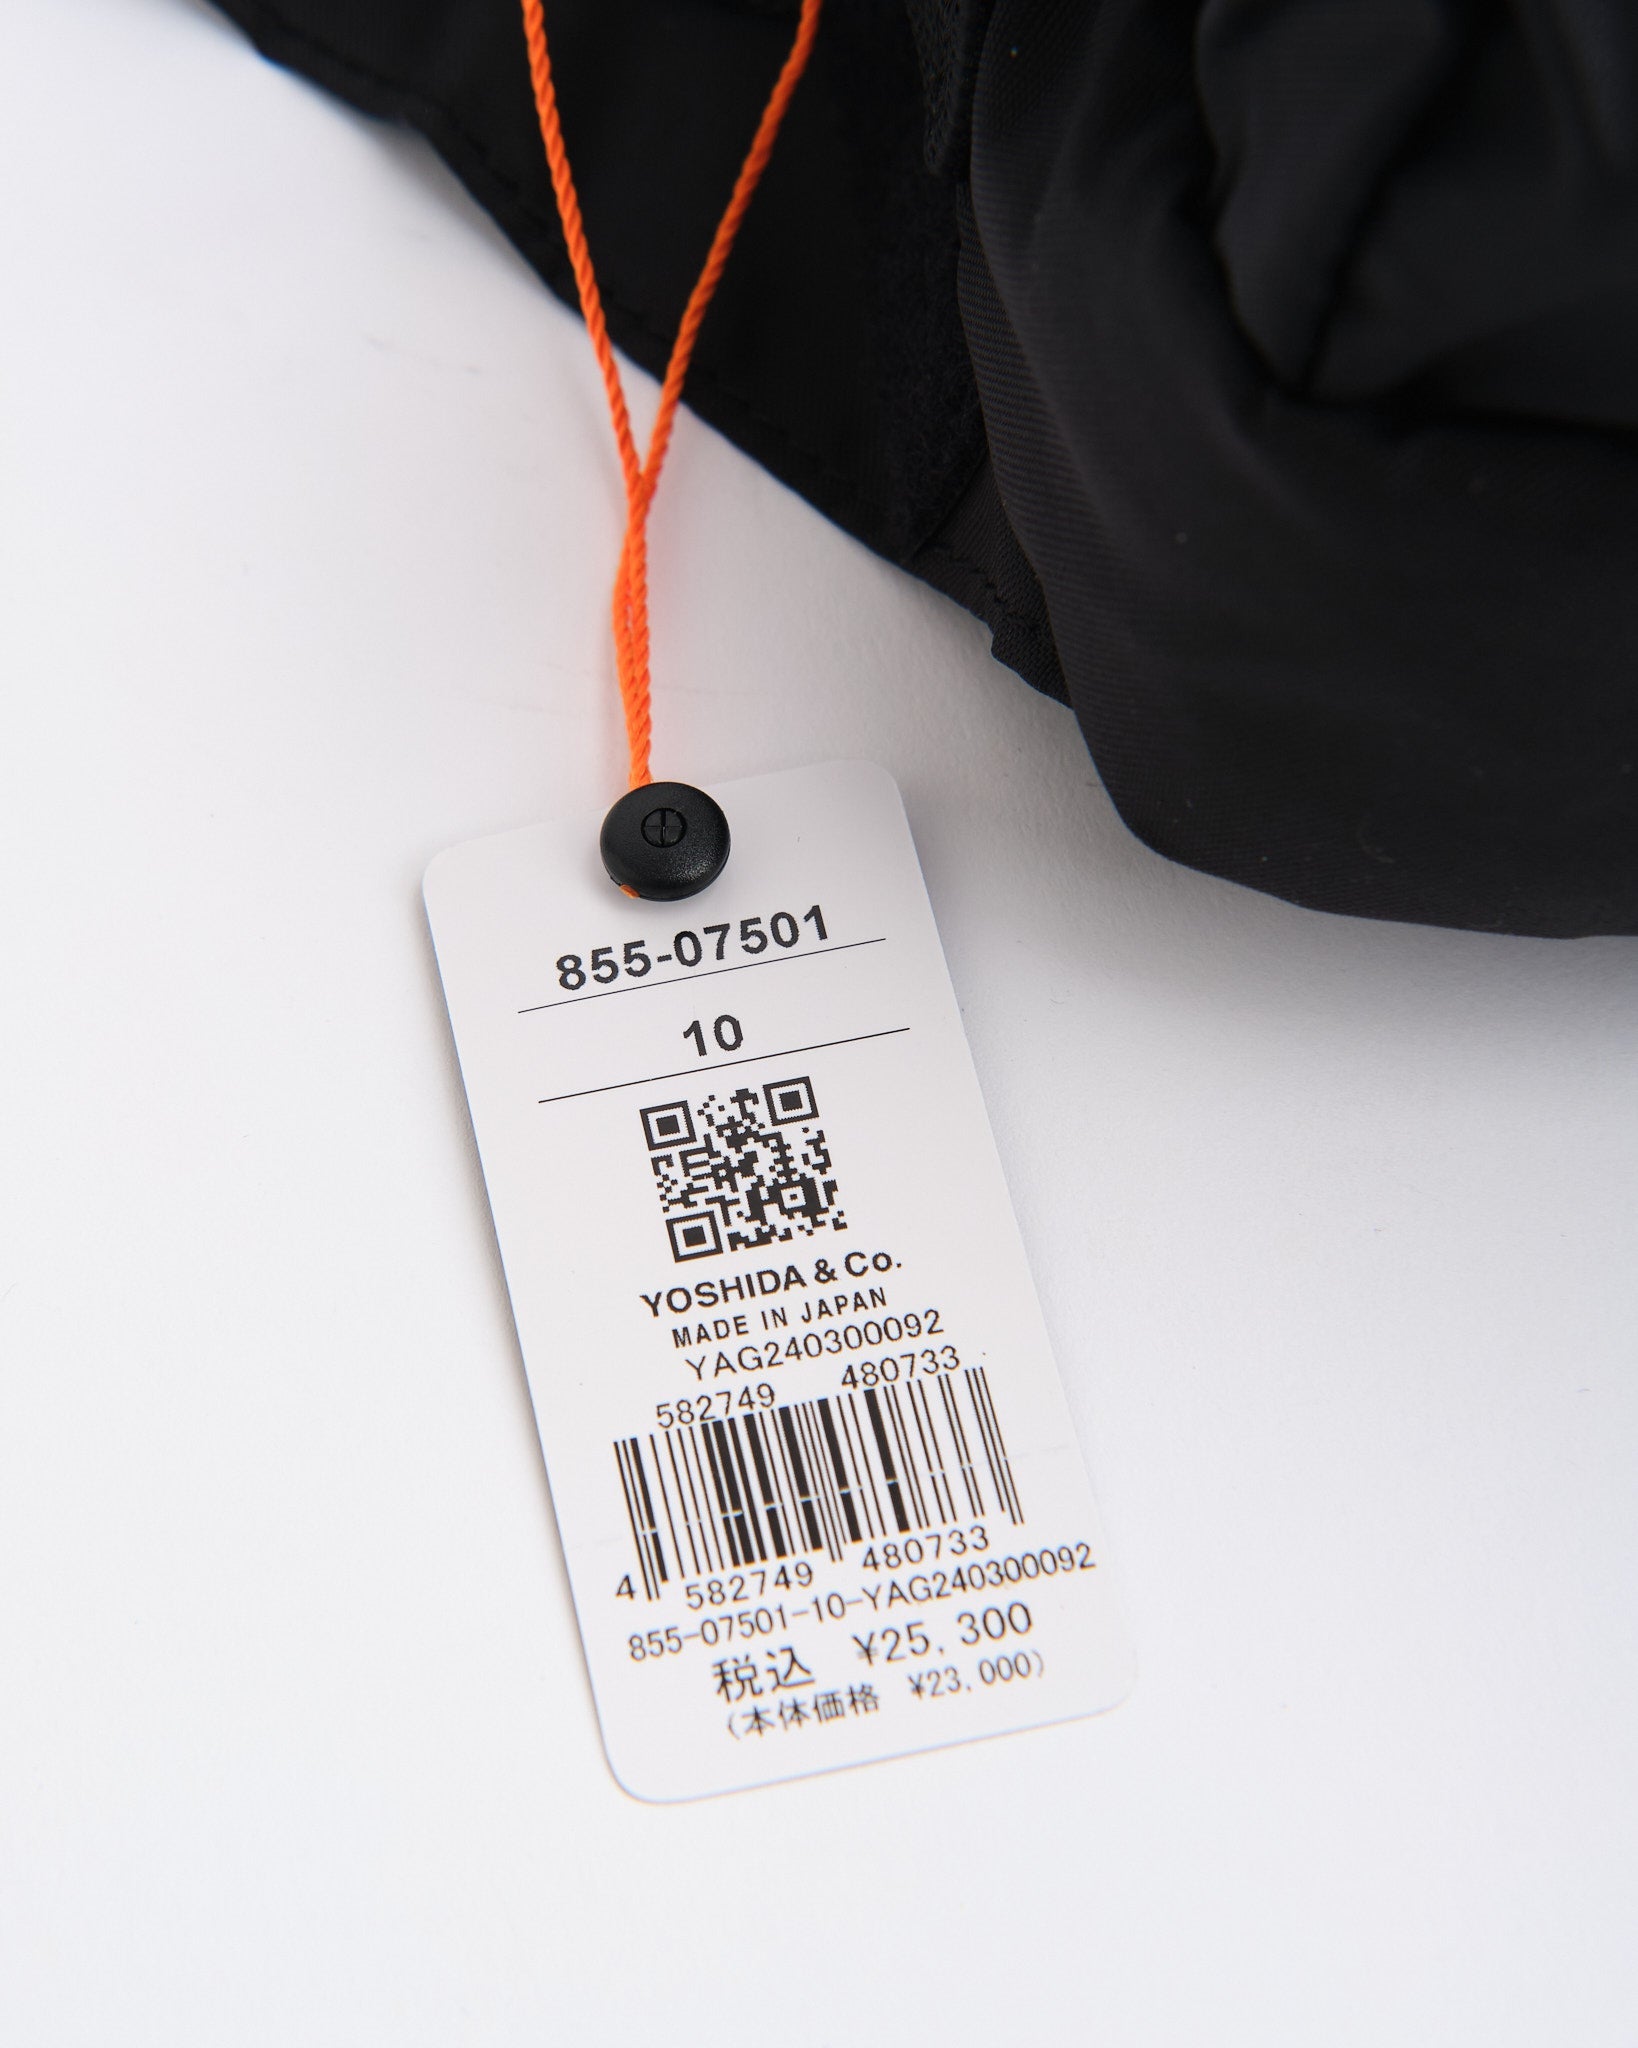 855-07501
10
YOSHIDA & Co.
MADE IN JAPAN
YAG240300092
582749 480733
4 582749 480733
855-07501-10-YAG240300092
税込 ¥25,300
(本体価格 ¥23,000)